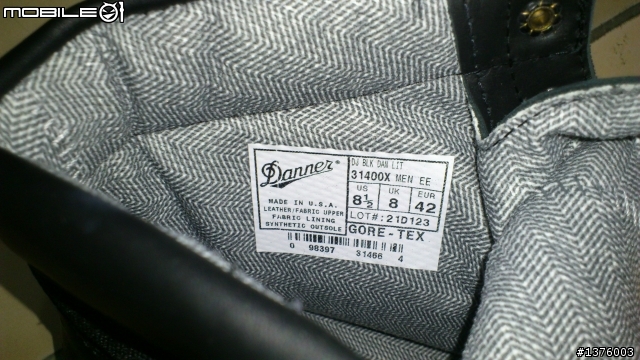 MOBILE01
Danner®
MADE IN U.S.A.
LEATHER/FABRIC UPPER
FABRIC LINING
SYNTHETIC OUTSOLE
DJ BLK DAN LIT
31400X MEN EE
US UK EUR
8½ 8 42
LOT#:21D123
GORE-TEX
0 98397 31466 4
#1376003